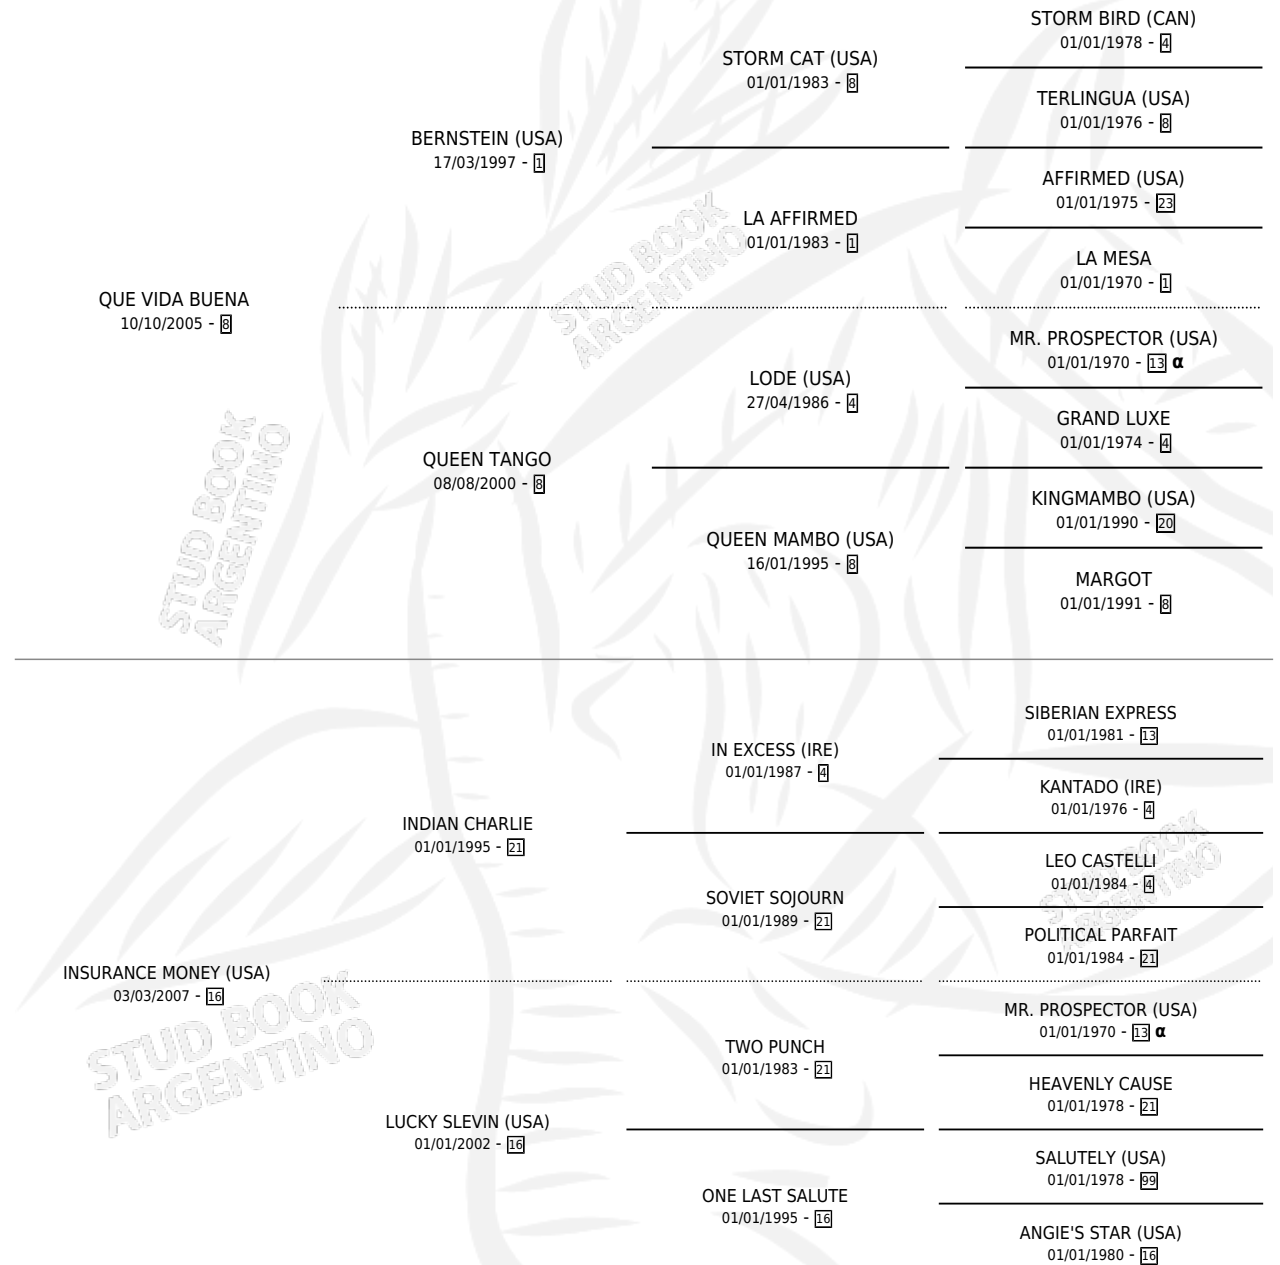 STORM BIRD (CAN)
01/01/1978 - 4
STORM CAT (USA)
01/01/1983 - 8
TERLINGUA (USA)
01/01/1976 - 8
BERNSTEIN (USA)
17/03/1997 - 1
AFFIRMED (USA)
01/01/1975 - 23
LA AFFIRMED
01/01/1983 - 1
LA MESA
01/01/1970 - 1
QUE VIDA BUENA
10/10/2005 - 8
MR. PROSPECTOR (USA)
01/01/1970 - 13 α
LODE (USA)
27/04/1986 - 4
GRAND LUXE
01/01/1974 - 4
QUEEN TANGO
08/08/2000 - 8
KINGMAMBO (USA)
01/01/1990 - 20
QUEEN MAMBO (USA)
16/01/1995 - 8
MARGOT
01/01/1991 - 8
SIBERIAN EXPRESS
01/01/1981 - 13
IN EXCESS (IRE)
01/01/1987 - 4
KANTADO (IRE)
01/01/1976 - 4
INDIAN CHARLIE
01/01/1995 - 21
LEO CASTELLI
01/01/1984 - 4
SOVIET SOJOURN
01/01/1989 - 21
POLITICAL PARFAIT
01/01/1984 - 21
INSURANCE MONEY (USA)
03/03/2007 - 16
MR. PROSPECTOR (USA)
01/01/1970 - 13 α
TWO PUNCH
01/01/1983 - 21
HEAVENLY CAUSE
01/01/1978 - 21
LUCKY SLEVIN (USA)
01/01/2002 - 16
SALUTELY (USA)
01/01/1978 - 99
ONE LAST SALUTE
01/01/1995 - 16
ANGIE'S STAR (USA)
01/01/1980 - 16
STUD BOOK
ARGENTINO
STUD BOOK
ARGENTINO
STUD BOOK
ARGENTINO
STUD BOOK
ARGENTINO